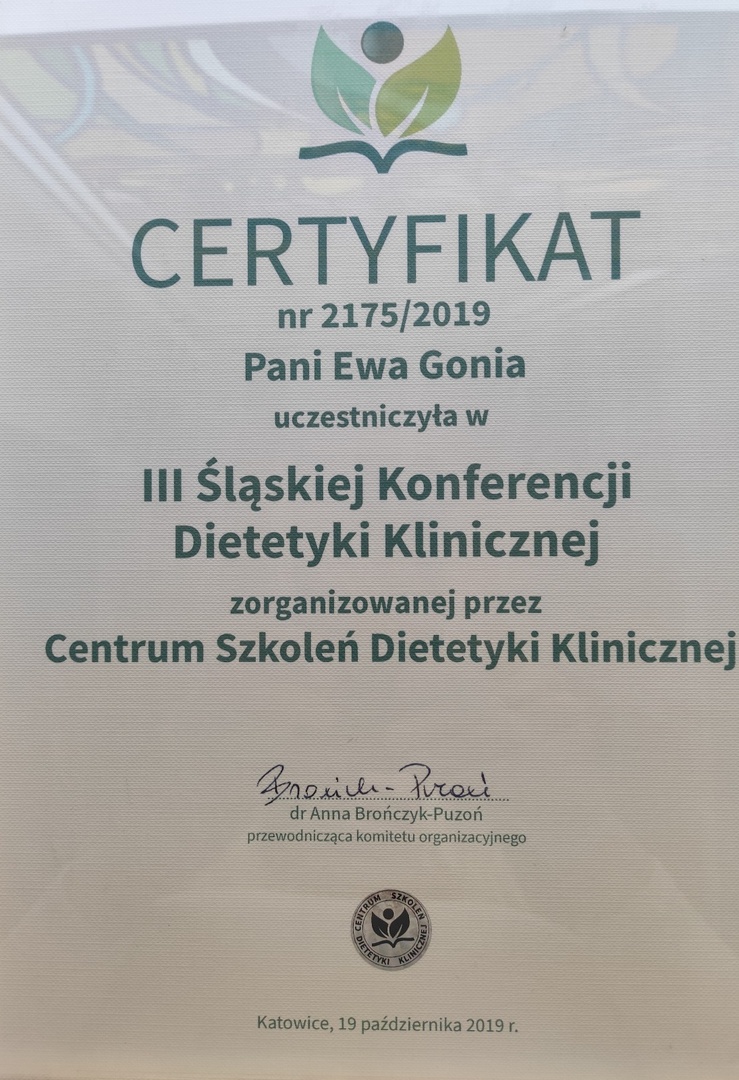 CERTYFIKAT
nr 2175/2019
Pani Ewa Gonia
uczestniczyła w
III Śląskiej Konferencji
Dietetyki Klinicznej
zorganizowanej przez
Centrum Szkoleń Dietetyki Klinicznej
dr Anna Brończyk-Puzoń
przewodnicząca komitetu organizacyjnego
CENTRUM SZKOLEŃ
DIETETYKI KLINICZNEJ
Katowice, 19 października 2019 r.